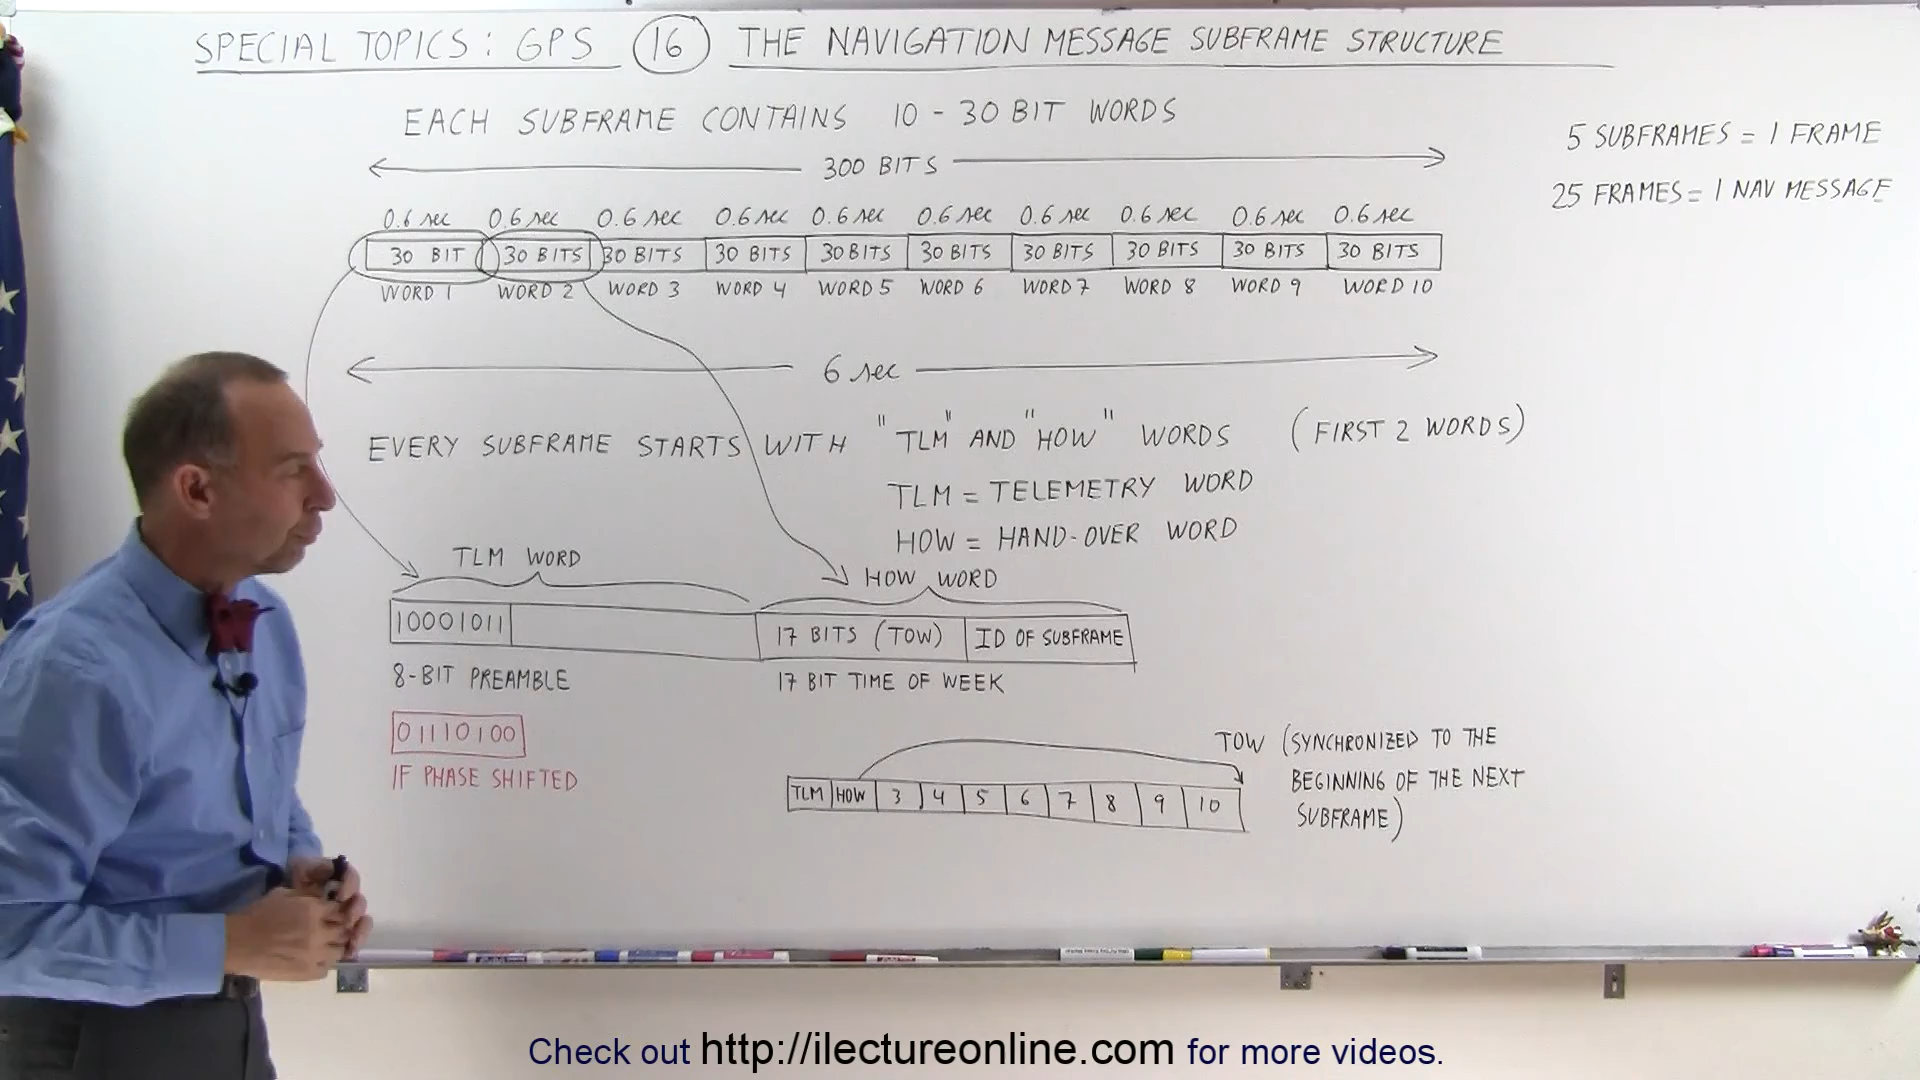 SPECIAL TOPICS: GPS 16 THE NAVIGATION MESSAGE SUBFRAME STRUCTURE
EACH SUBFRAME CONTAINS 10 - 30 BIT WORDS
5 SUBFRAMES = 1 FRAME
25 FRAMES = 1 NAV MESSAGE
300 BITS
0.6 sec 0.6 sec 0.6 sec 0.6 sec 0.6 sec 0.6 sec 0.6 sec 0.6 sec 0.6 sec 0.6 sec
30 BIT 30 BITS 30 BITS 30 BITS 30 BITS 30 BITS 30 BITS 30 BITS 30 BITS 30 BITS
WORD 1 WORD 2 WORD 3 WORD 4 WORD 5 WORD 6 WORD 7 WORD 8 WORD 9 WORD 10
6 sec
EVERY SUBFRAME STARTS WITH "TLM" AND "HOW" WORDS (FIRST 2 WORDS)
TLM = TELEMETRY WORD
HOW = HAND-OVER WORD
TLM WORD
HOW WORD
10001011 17 BITS (TOW) ID OF SUBFRAME
8-BIT PREAMBLE
17 BIT TIME OF WEEK
01110100
IF PHASE SHIFTED
TOW (SYNCHRONIZED TO THE
BEGINNING OF THE NEXT
SUBFRAME)
TLM HOW 3 4 5 6 7 8 9 10
Check out http://ilectureonline.com for more videos.